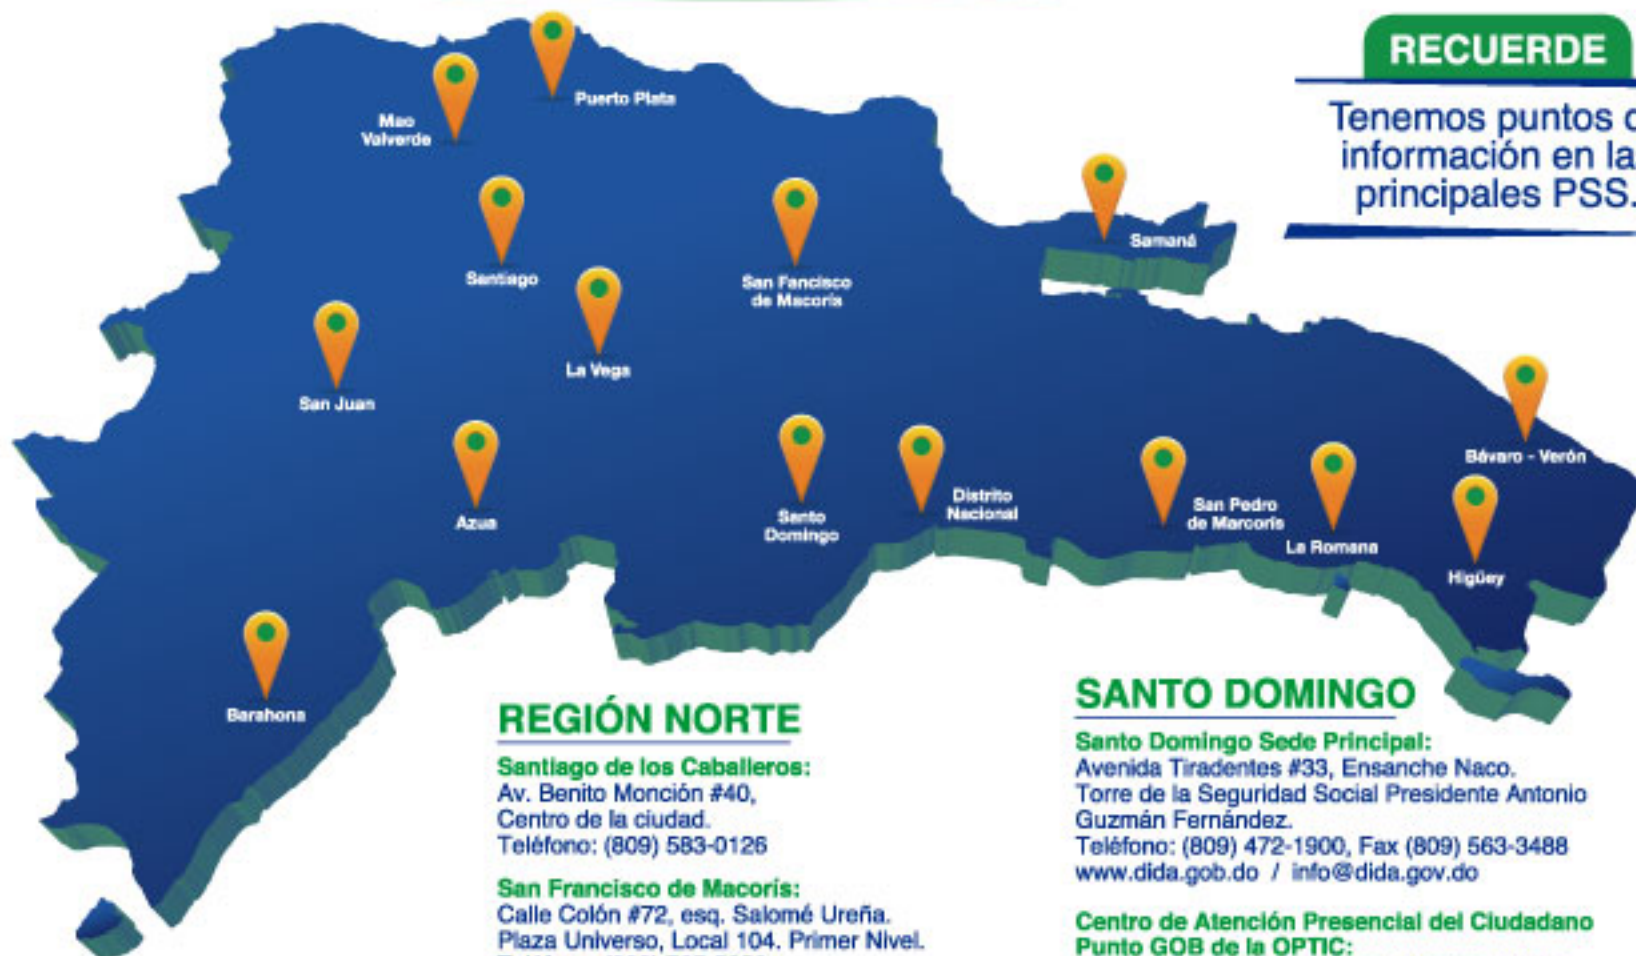 RECUERDE
Tenemos puntos d
información en la
principales PSS.
Puerto Plata
Mao
Valverde
Samaná
Santiago
San Fancisco
de Macorís
La Vega
San Juan
Bávaro - Verón
Azua
Santo
Domingo
Distrito
Nacional
San Pedro
de Marcorís
La Romana
Higüey
Barahona
REGIÓN NORTE
Santiago de los Caballeros:
Av. Benito Monción #40,
Centro de la ciudad.
Teléfono: (809) 583-0126
San Francisco de Macorís:
Calle Colón #72, esq. Salomé Ureña.
Plaza Universo, Local 104. Primer Nivel.
SANTO DOMINGO
Santo Domingo Sede Principal:
Avenida Tiradentes #33, Ensanche Naco.
Torre de la Seguridad Social Presidente Antonio
Guzmán Fernández.
Teléfono: (809) 472-1900, Fax (809) 563-3488
www.dida.gob.do / info@dida.gov.do
Centro de Atención Presencial del Ciudadano
Punto GOB de la OPTIC: